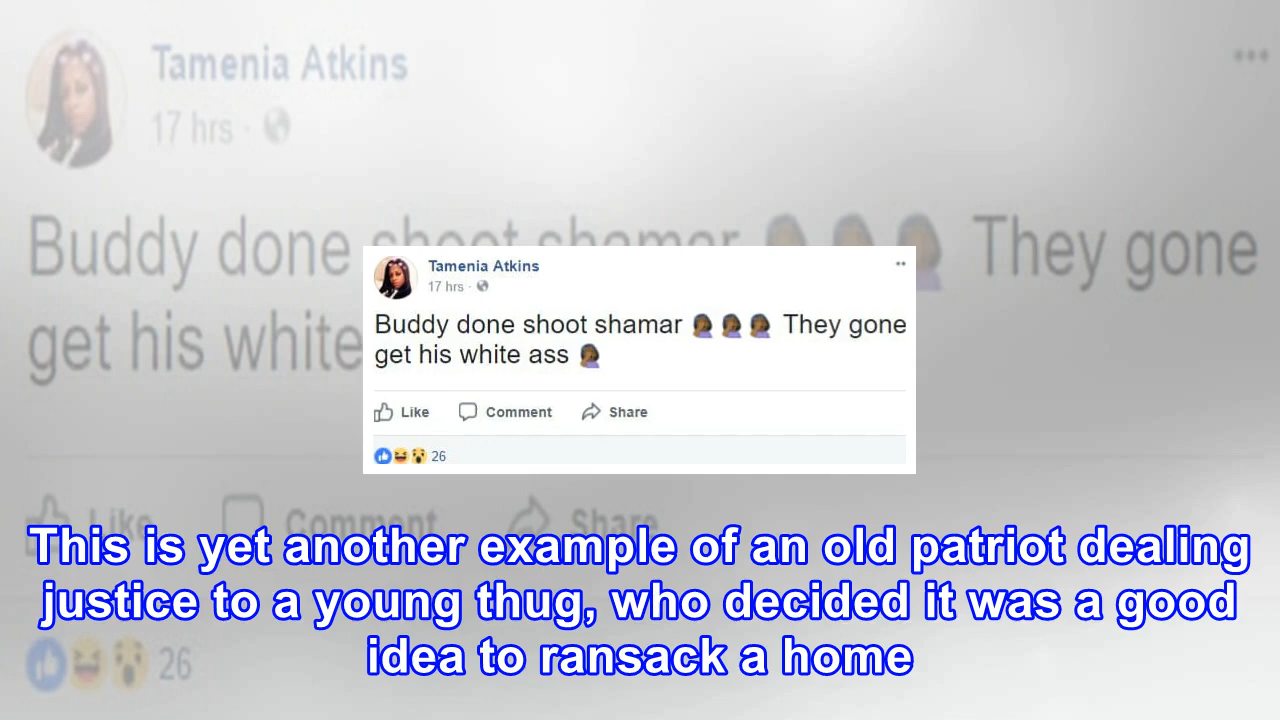 Tamenia Atkins
17 hrs
Buddy done shoot shamar They gone
get his white
Tamenia Atkins
17 hrs
Buddy done shoot shamar They gone
get his white ass
Like Comment Share
26
Like Comment Share
This is yet another example of an old patriot dealing
justice to a young thug, who decided it was a good
idea to ransack a home
26